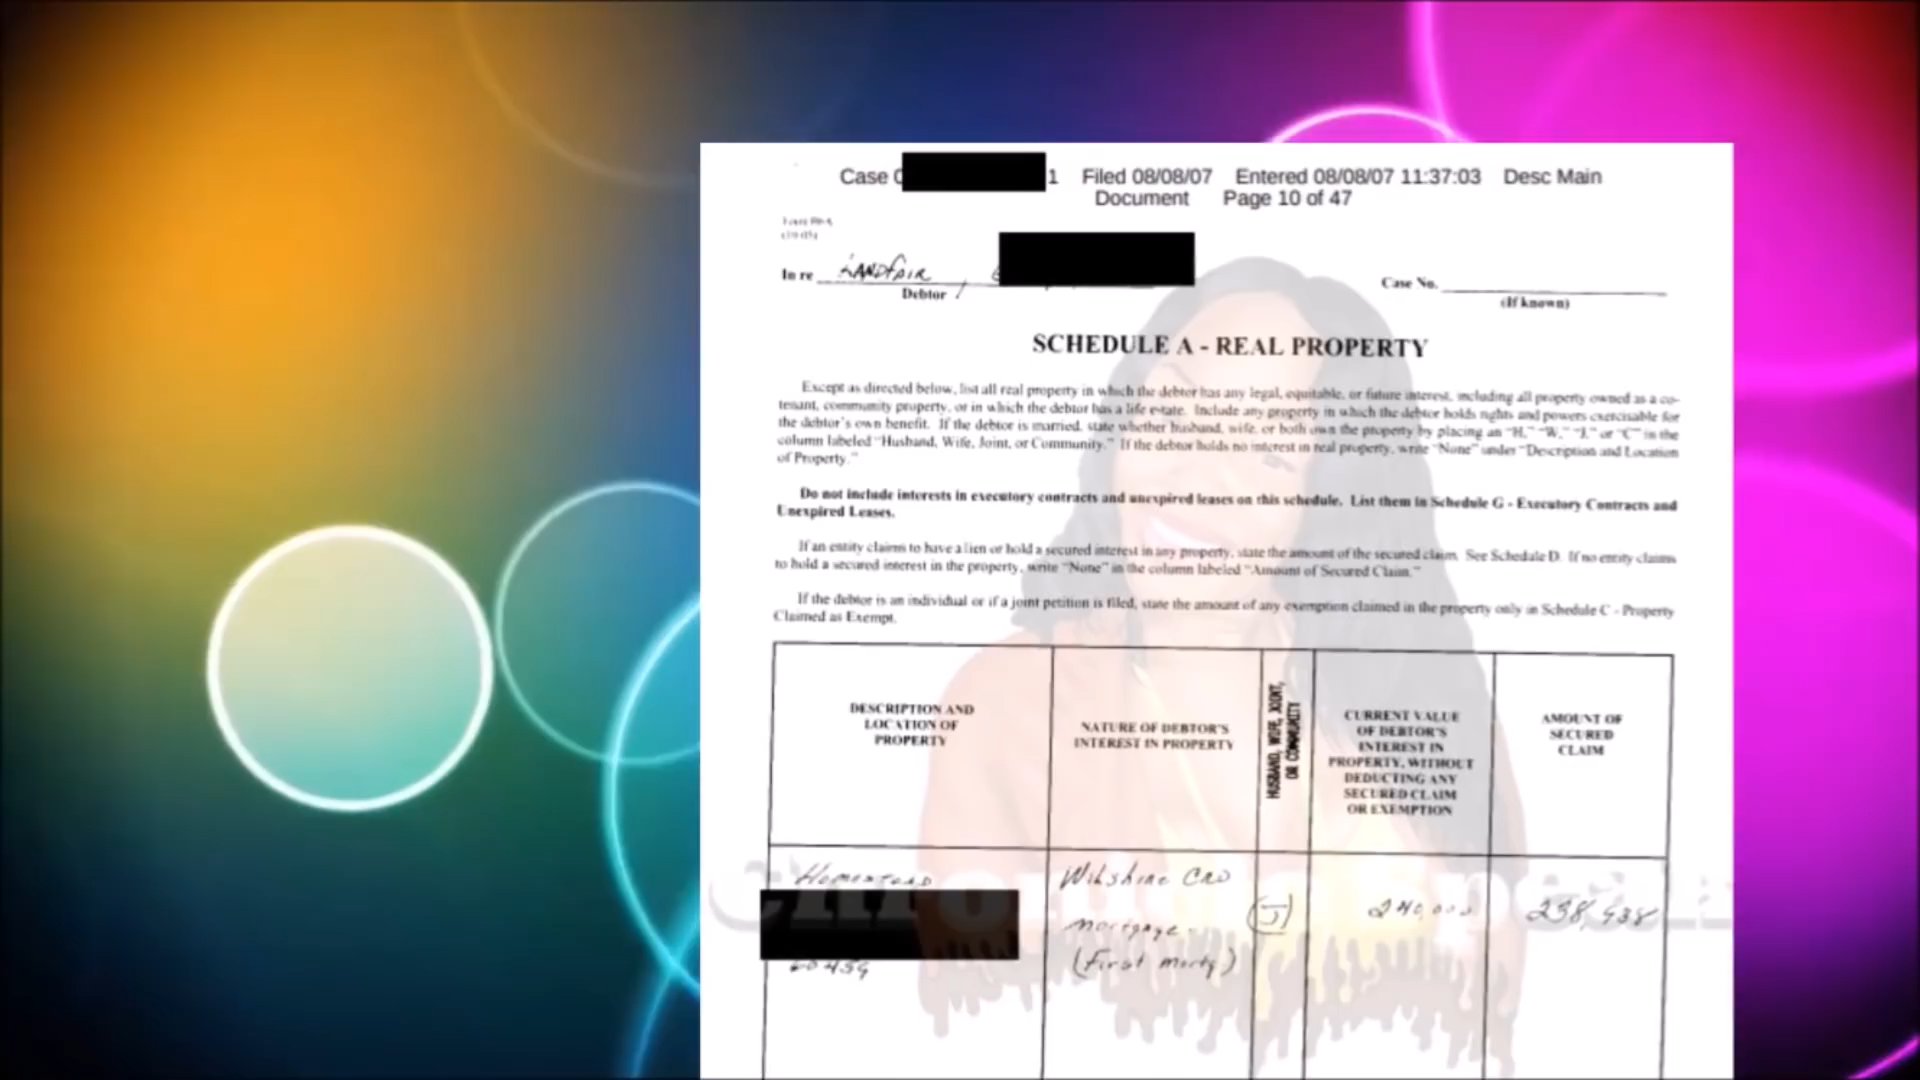 Case 1 Filed 08/08/07 Entered 08/08/07 11:37:03 Desc Main
Document Page 10 of 47
In re LANDFAIR
Debtor
Case No.
(If known)
SCHEDULE A - REAL PROPERTY
Except as directed below, list all real property in which the debtor has any legal, equitable, or future interest, including all property owned as a co-
tenant, community property, or in which the debtor has a life estate. Include any property in which the debtor holds rights and powers exercisable for
the debtor's own benefit. If the debtor is married, state whether husband, wife, or both own the property by placing an "H," "W," "J," or "C" in the
column labeled "Husband, Wife, Joint, or Community." If the debtor holds no interest in real property, write "None" under "Description and Location
of Property."
Do not include interests in executory contracts and unexpired leases on this schedule. List them in Schedule G - Executory Contracts and
Unexpired Leases.
If an entity claims to have a lien or hold a secured interest in any property, state the amount of the secured claim. See Schedule D. If no entity claims
to hold a secured interest in the property, write "None" in the column labeled "Amount of Secured Claim."
If the debtor is an individual or if a joint petition is filed, state the amount of any exemption claimed in the property only in Schedule C - Property
Claimed as Exempt.
DESCRIPTION AND
LOCATION OF
PROPERTY
NATURE OF DEBTOR'S
INTEREST IN PROPERTY
HUSBAND, WIFE, JOINT,
OR COMMUNITY
CURRENT VALUE
OF DEBTOR'S
INTEREST IN
PROPERTY, WITHOUT
DEDUCTING ANY
SECURED CLAIM
OR EXEMPTION
AMOUNT OF
SECURED
CLAIM
Homestead
Wilshire
mortgage
(First mortg)
J
240,000
238,938